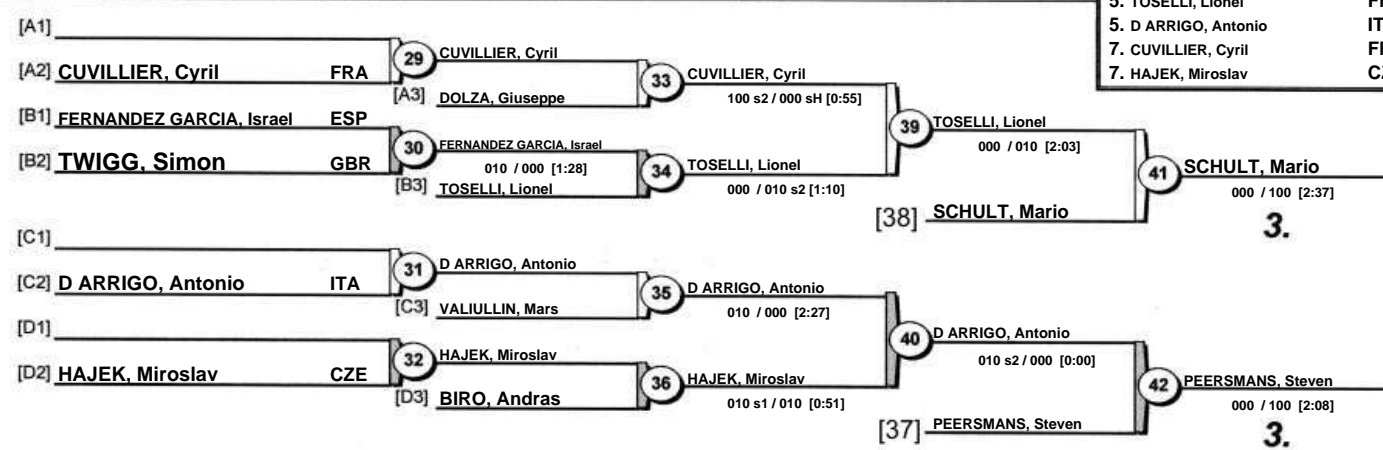 5. TOSELLI, Lionel
5. D ARRIGO, Antonio
7. CUVILLIER, Cyril
7. HAJEK, Miroslav
[A1]
[A2] CUVILLIER, Cyril FRA
29 CUVILLIER, Cyril
[A3] DOLZA, Giuseppe
33 CUVILLIER, Cyril
100 s2 / 000 sH [0:55]
[B1] FERNANDEZ GARCIA, Israel ESP
[B2] TWIGG, Simon GBR
30 FERNANDEZ GARCIA, Israel
010 / 000 [1:28]
[B3] TOSELLI, Lionel
34 TOSELLI, Lionel
000 / 010 s2 [1:10]
39 TOSELLI, Lionel
000 / 010 [2:03]
[38] SCHULT, Mario
41 SCHULT, Mario
000 / 100 [2:37]
3.
[C1]
[C2] D ARRIGO, Antonio ITA
31 D ARRIGO, Antonio
[C3] VALIULLIN, Mars
35 D ARRIGO, Antonio
010 / 000 [2:27]
[D1]
[D2] HAJEK, Miroslav CZE
32 HAJEK, Miroslav
[D3] BIRO, Andras
36 HAJEK, Miroslav
010 s1 / 010 [0:51]
40 D ARRIGO, Antonio
010 s2 / 000 [0:00]
[37] PEERSMANS, Steven
42 PEERSMANS, Steven
000 / 100 [2:08]
3.